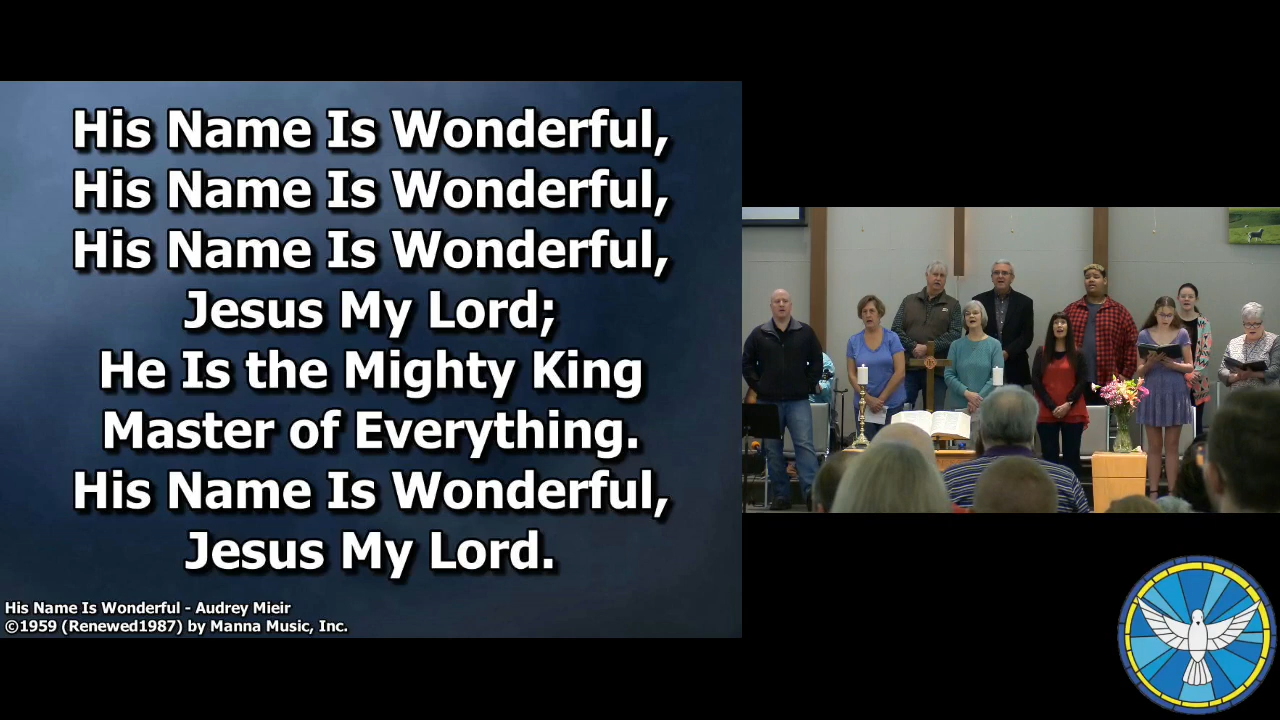 His Name Is Wonderful,
His Name Is Wonderful,
His Name Is Wonderful,
Jesus My Lord;
He Is the Mighty King
Master of Everything.
His Name Is Wonderful,
Jesus My Lord.
His Name Is Wonderful - Audrey Mieir
©1959 (Renewed1987) by Manna Music, Inc.